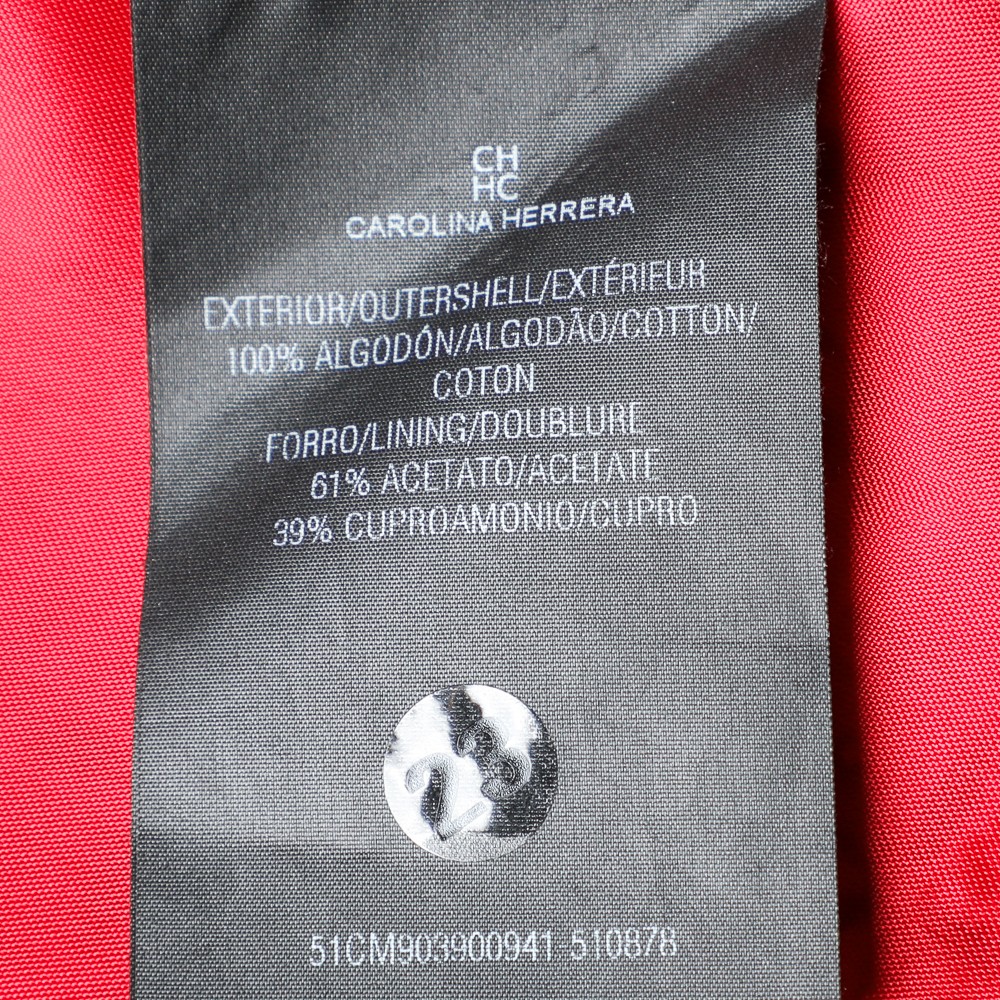 CH
HC
CAROLINA HERRERA
EXTERIOR/OUTERSHELL/EXTÉRIEUR
100% ALGODÓN/ALGODÃO/COTTON/
COTON
FORRO/LINING/DOUBLURE
61% ACETATO/ACETATE
39% CUPROAMONIO/CUPRO
51CM903900941 510878